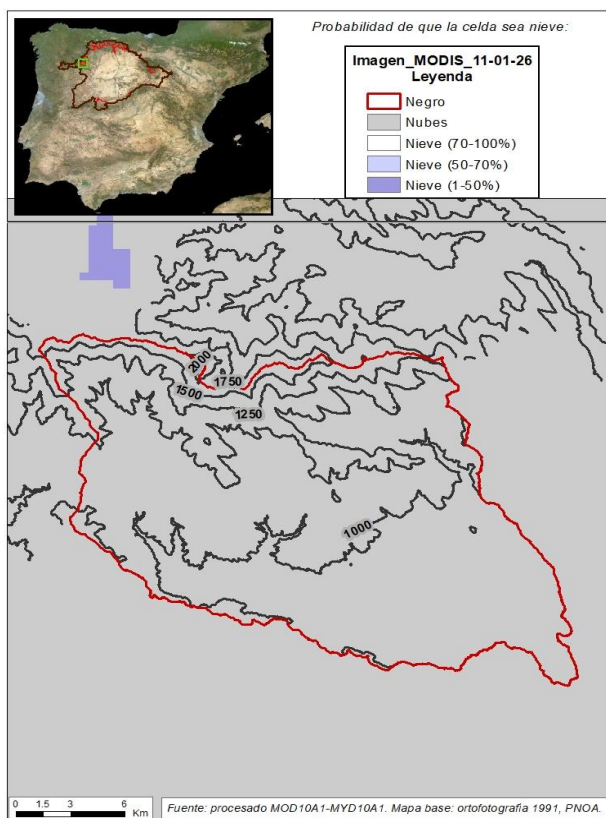 Probabilidad de que la celda sea nieve:
Imagen_MODIS_11-01-26
Leyenda
Negro
Nubes
Nieve (70-100%)
Nieve (50-70%)
Nieve (1-50%)
2000
1750
1500
1250
1000
0 1.5 3 6
Km
Fuente: procesado MOD10A1-MYD10A1. Mapa base: ortofotografia 1991, PNOA.